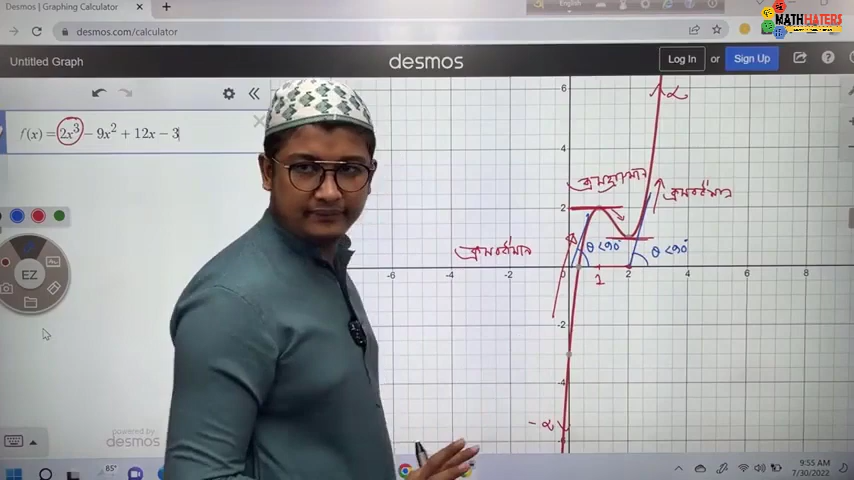 Desmos | Graphing Calculator
desmos.com/calculator
MATH
HATERS
Untitled Graph
desmos
Log In or Sign Up
f(x) = 2x³ − 9x² + 12x − 3
EZ
powered by
desmos
6
4
2
0
-2
-4
-6
-2
2
4
6
8
1
ক্রমহ্রাসমান
ক্রমবর্ধমান
ক্রমবর্ধমান
θ < 90°
θ < 90°
α
-α
85°
9:55 AM
7/30/2022